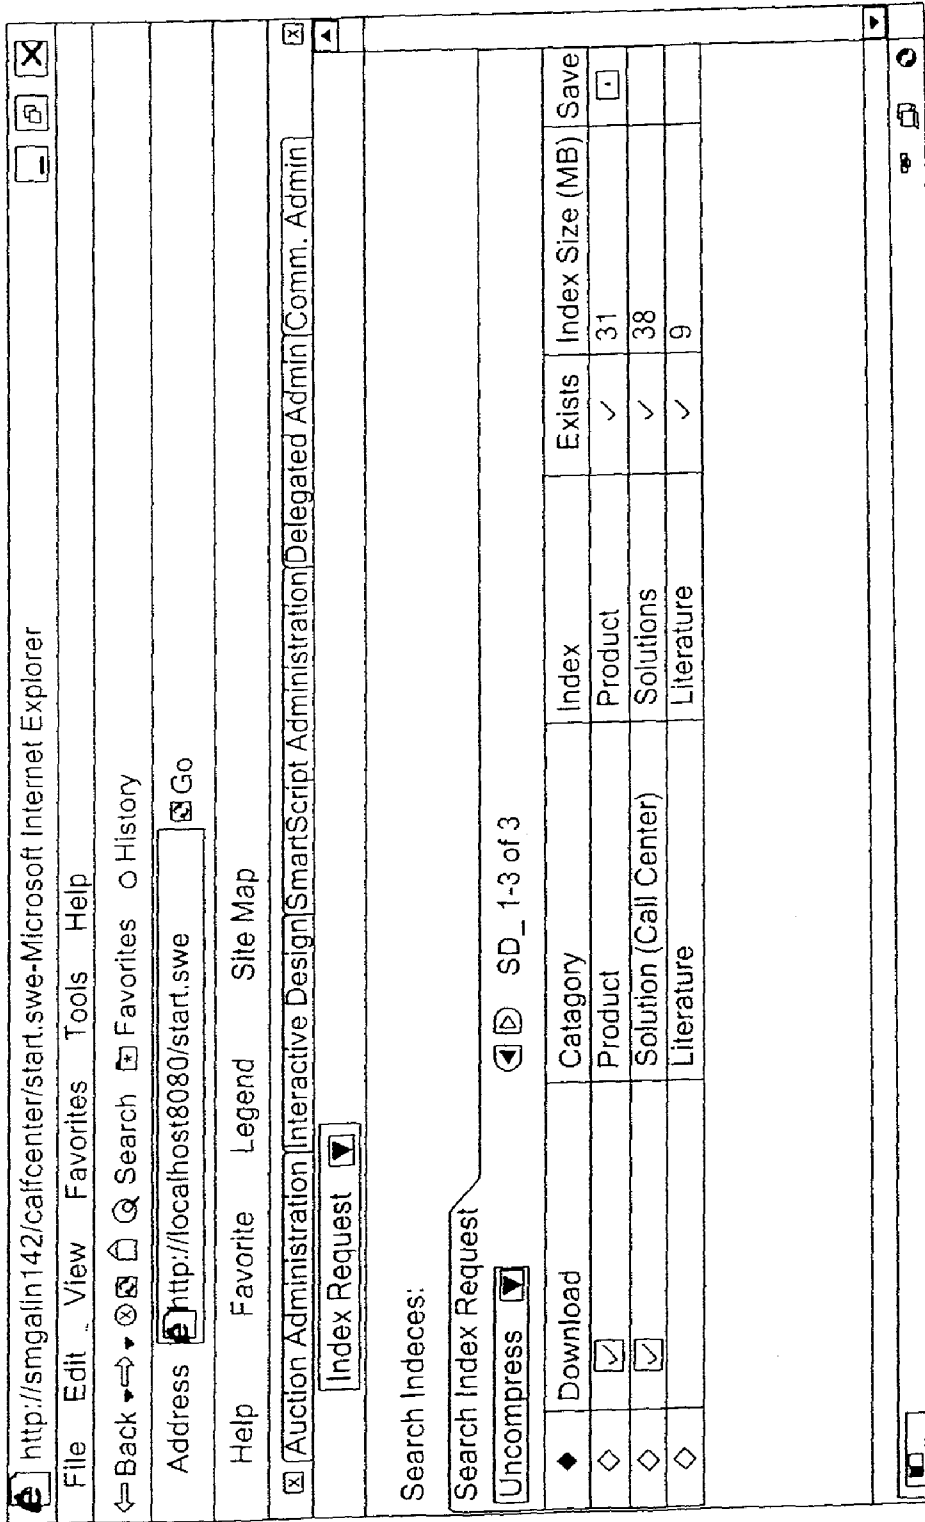 http://smgalin142/calfcenter/start.swe-Microsoft Internet Explorer
File Edit View Favorites Tools Help
Back Search Favorites History
Address http://localhost8080/start.swe Go
Help Favorite Legend Site Map
Auction Administration Interactive Design SmartScript Administration Delegated Admin Comm. Admin
Index Request
Search Indeces:
Search Index Request
Uncompress SD_ 1-3 of 3
Download Catagory Index Exists Index Size (MB) Save
Product Product 31
Solution (Call Center) Solutions 38
Literature Literature 9